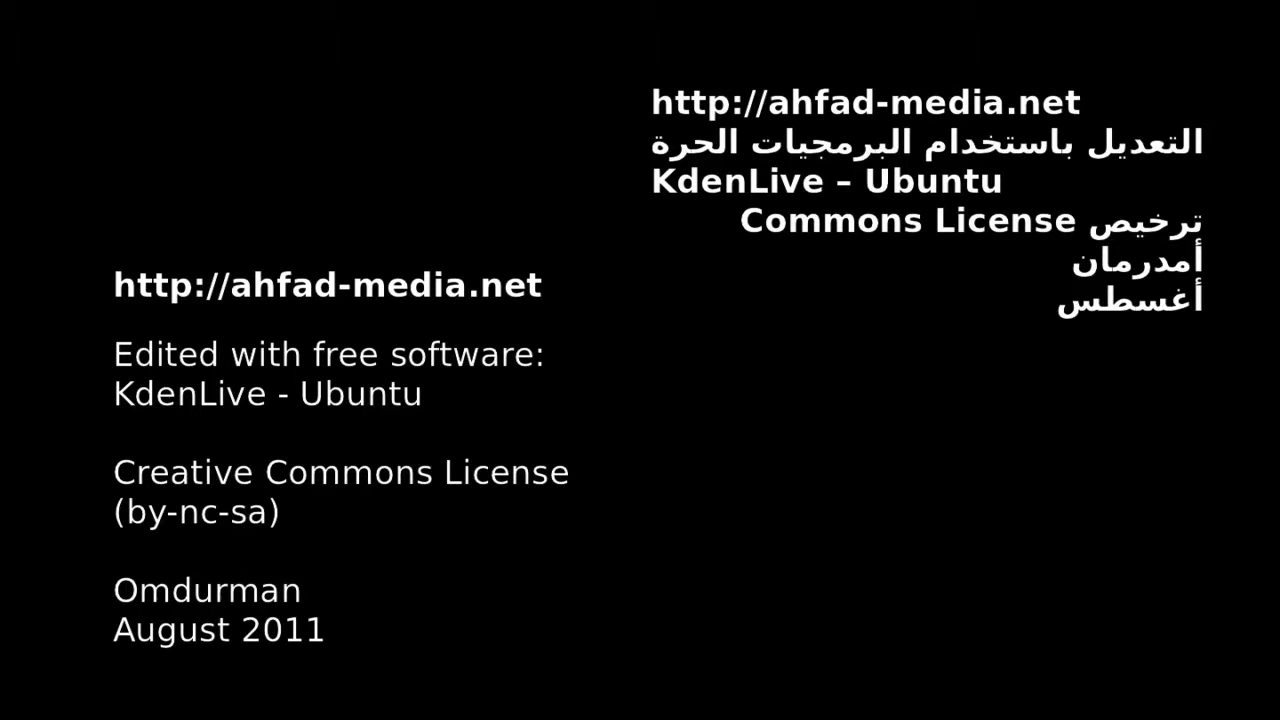 http://ahfad-media.net
التعديل باستخدام البرمجيات الحرة
KdenLive – Ubuntu
ترخيص Commons License
أمدرمان
أغسطس
http://ahfad-media.net
Edited with free software:
KdenLive - Ubuntu
Creative Commons License
(by-nc-sa)
Omdurman
August 2011